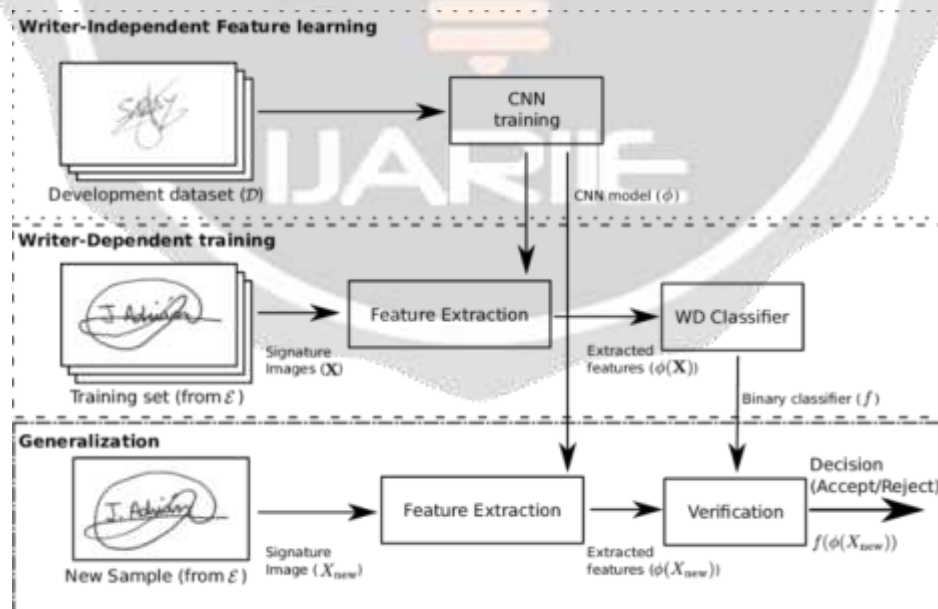 Writer-Independent Feature learning
CNN
training
IJARIE
Development dataset (𝒟)
CNN model (ϕ)
Writer-Dependent training
J. Adrian
Feature Extraction
WD Classifier
Signature
Images (X)
Extracted
features (ϕ(X))
Training set (from ℰ)
Binary classifier (f)
Generalization
J. Adrian
Feature Extraction
Verification
Decision
(Accept/Reject)
f(ϕ(X_new))
Signature
Image (X_new)
Extracted
features (ϕ(X_new))
New Sample (from ℰ)